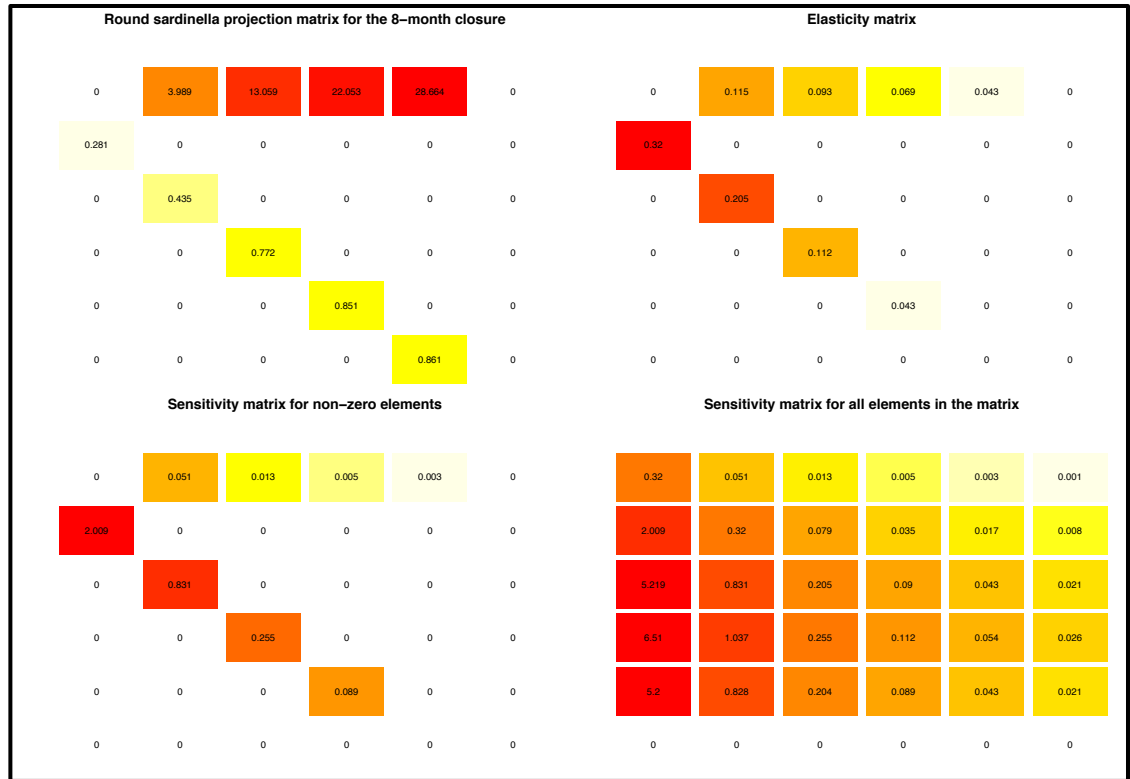 Round sardinella projection matrix for the 8−month closure
0 3.989 13.059 22.053 28.664 0
0.281 0 0 0 0 0
0 0.435 0 0 0 0
0 0 0.772 0 0 0
0 0 0 0.851 0 0
0 0 0 0 0.861 0
Elasticity matrix
0 0.115 0.093 0.069 0.043 0
0.32 0 0 0 0 0
0 0.205 0 0 0 0
0 0 0.112 0 0 0
0 0 0 0.043 0 0
0 0 0 0 0 0
Sensitivity matrix for non−zero elements
0 0.051 0.013 0.005 0.003 0
2.009 0 0 0 0 0
0 0.831 0 0 0 0
0 0 0.255 0 0 0
0 0 0 0.089 0 0
0 0 0 0 0 0
Sensitivity matrix for all elements in the matrix
0.32 0.051 0.013 0.005 0.003 0.001
2.009 0.32 0.079 0.035 0.017 0.008
5.219 0.831 0.205 0.09 0.043 0.021
6.51 1.037 0.255 0.112 0.054 0.026
5.2 0.828 0.204 0.089 0.043 0.021
0 0 0 0 0 0